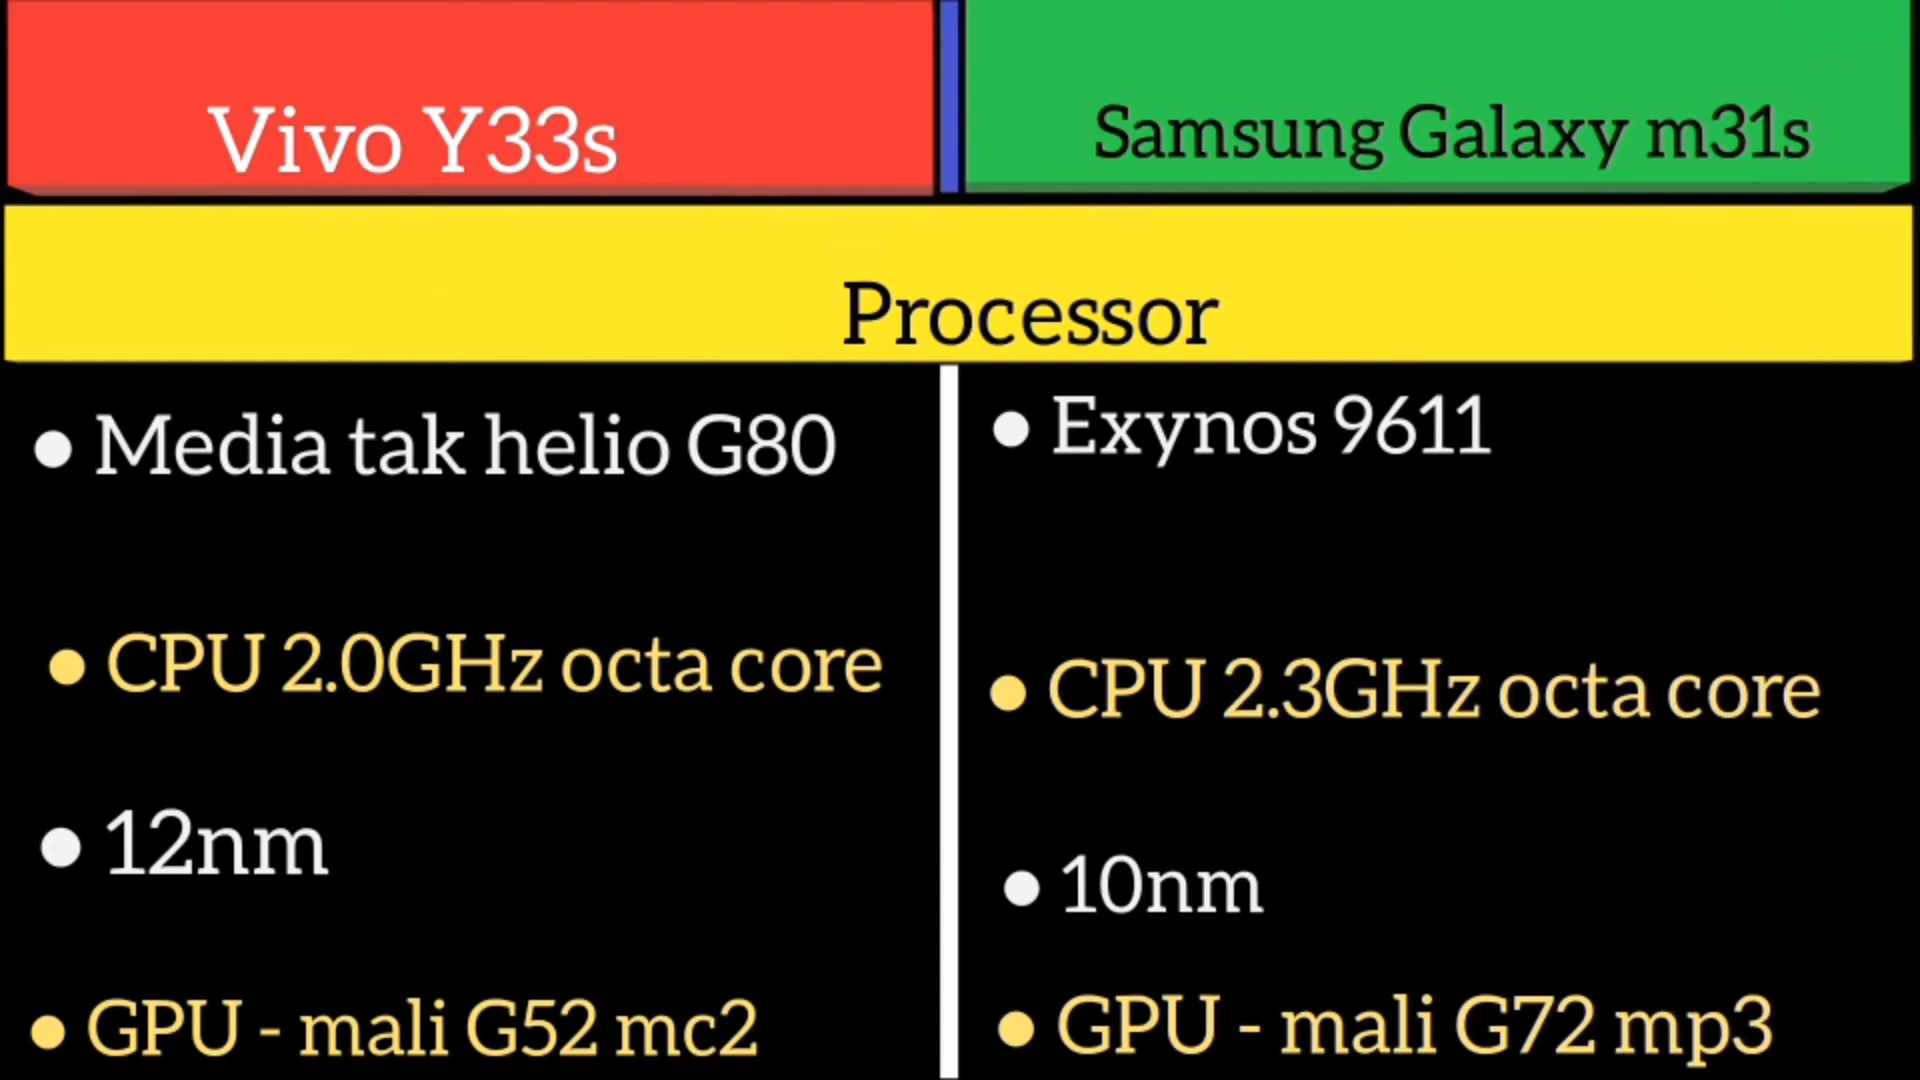 Vivo Y33s
Samsung Galaxy m31s
Processor
• Media tak helio G80
• CPU 2.0GHz octa core
• 12nm
• GPU - mali G52 mc2
• Exynos 9611
• CPU 2.3GHz octa core
• 10nm
• GPU - mali G72 mp3